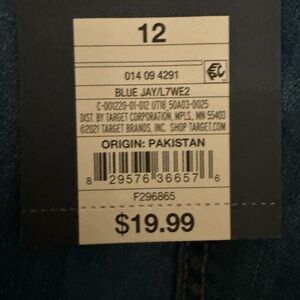 12
014 09 4291
BLUE JAY/L7WE2
C-001220-01-012 UT18 50A03-0025
DIST. BY TARGET CORPORATION, MPLS., MN 55403
©2021 TARGET BRANDS, INC. SHOP TARGET.COM
ORIGIN: PAKISTAN
8 29576 36657 6
F296865
$19.99